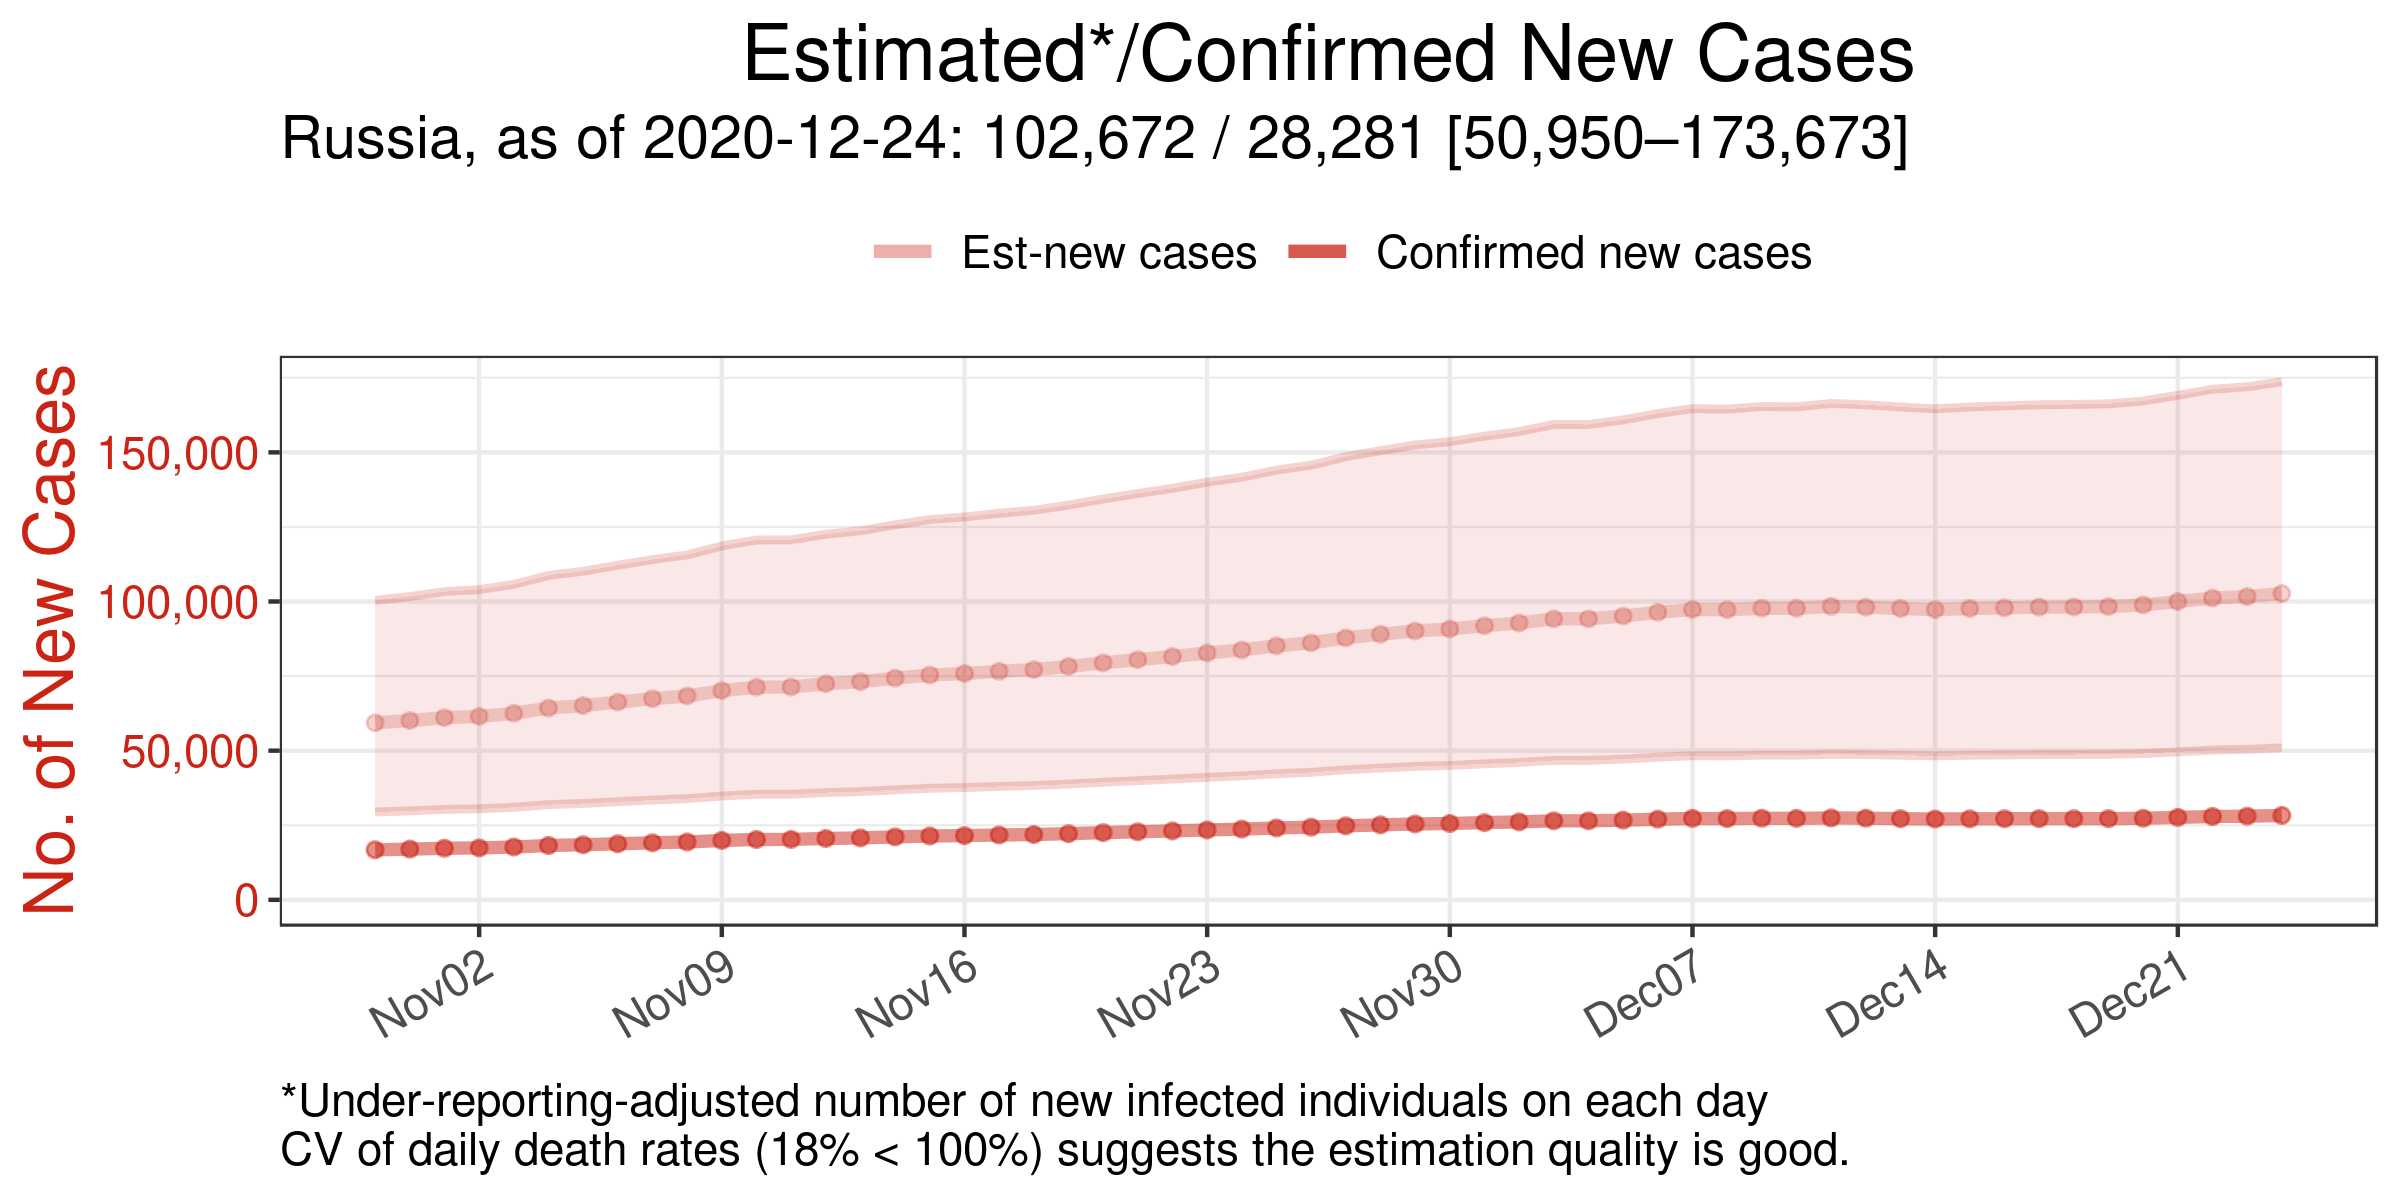 Estimated*/Confirmed New Cases
Russia, as of 2020-12-24: 102,672 / 28,281 [50,950–173,673]
Est-new cases
Confirmed new cases
No. of New Cases
150,000
100,000
50,000
0
Nov02
Nov09
Nov16
Nov23
Nov30
Dec07
Dec14
Dec21
*Under-reporting-adjusted number of new infected individuals on each day
CV of daily death rates (18% < 100%) suggests the estimation quality is good.